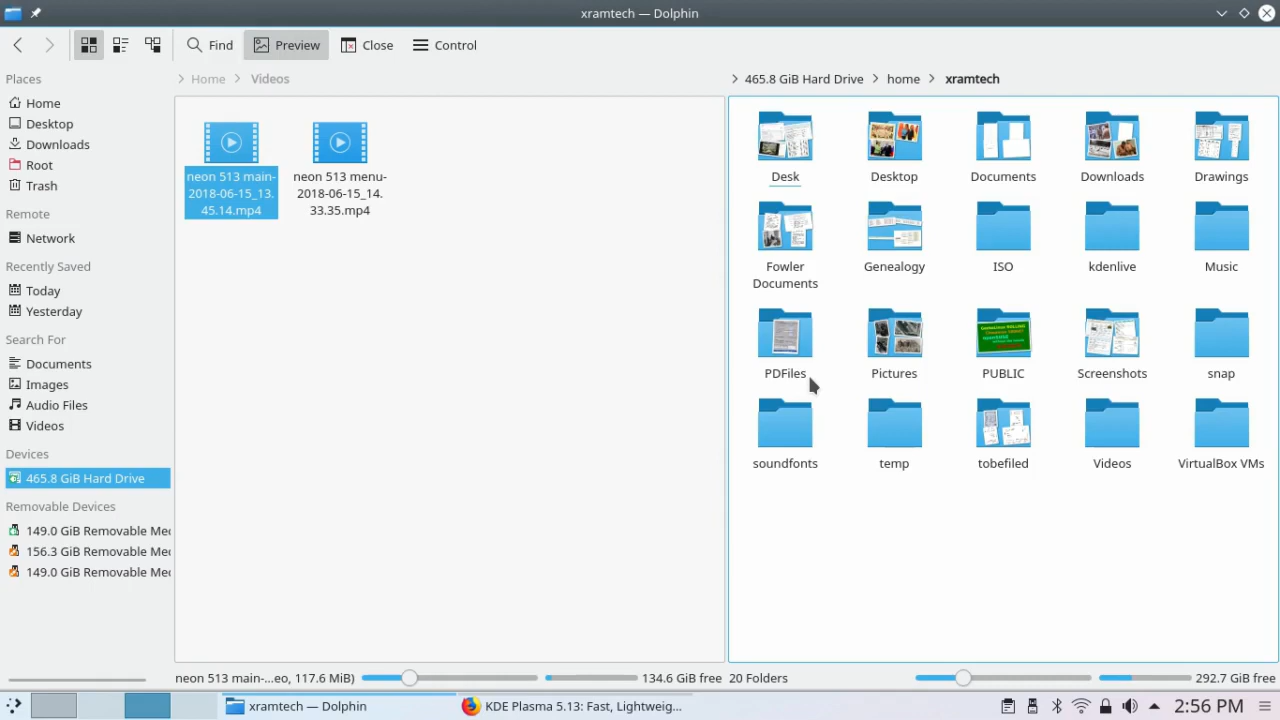 xramtech — Dolphin
Find
Preview
Close
Control
Places
Home
Desktop
Downloads
Root
Trash
Remote
Network
Recently Saved
Today
Yesterday
Search For
Documents
Images
Audio Files
Videos
Devices
465.8 GiB Hard Drive
Removable Devices
149.0 GiB Removable Mec
156.3 GiB Removable Mec
149.0 GiB Removable Mec
Home > Videos
neon 513 main-
2018-06-15_13.
45.14.mp4
neon 513 menu-
2018-06-15_14.
33.35.mp4
neon 513 main-...eo, 117.6 MiB)
134.6 GiB free
465.8 GiB Hard Drive > home > xramtech
Desk
Desktop
Documents
Downloads
Drawings
Fowler
Documents
Genealogy
ISO
kdenlive
Music
PDFiles
Pictures
PUBLIC
Screenshots
snap
soundfonts
temp
tobefiled
Videos
VirtualBox VMs
20 Folders
292.7 GiB free
xramtech — Dolphin
KDE Plasma 5.13: Fast, Lightweig...
2:56 PM